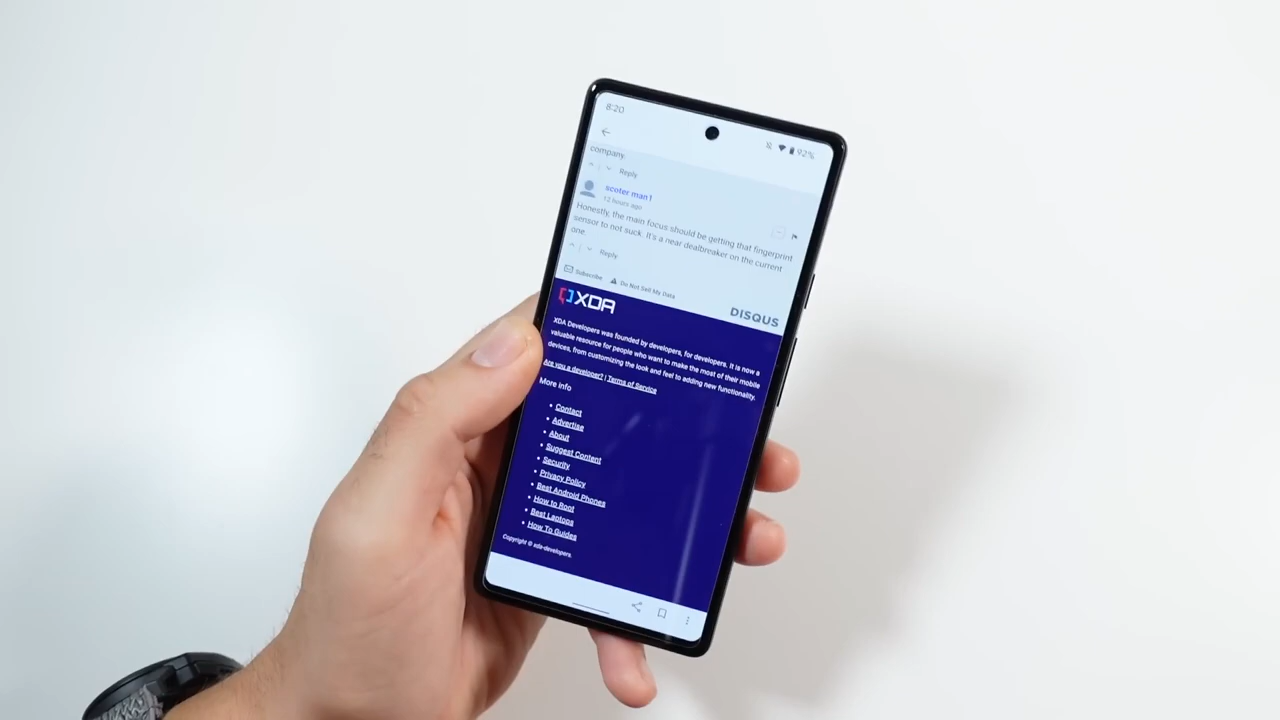 8:20
92%
company.
Reply
scoter man1
12 hours ago
Honestly, the main focus should be getting that fingerprint
sensor to not suck. It's a near dealbreaker on the current
one.
Reply
Subscribe
Do Not Sell My Data
DISQUS
XDA
XDA Developers was founded by developers, for developers. It is now a
valuable resource for people who want to make the most of their mobile
devices, from customizing the look and feel to adding new functionality.
Are you a developer? | Terms of Service
More info
Contact
Advertise
About
Suggest Content
Security
Privacy Policy
Best Android Phones
How to Root
Best Laptops
How To Guides
Copyright © xda-developers.